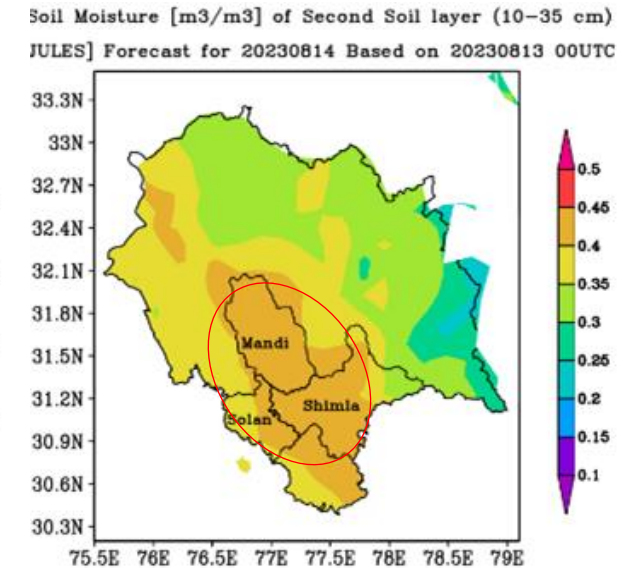 Soil Moisture [m3/m3] of Second Soil layer (10-35 cm)
JULES] Forecast for 20230814 Based on 20230813 00UTC
33.3N
33N
32.7N
32.4N
32.1N
31.8N
31.5N
31.2N
30.9N
30.6N
30.3N
75.5E 76E 76.5E 77E 77.5E 78E 78.5E 79E
Mandi
Shimla
Solan
0.5
0.45
0.4
0.35
0.3
0.25
0.2
0.15
0.1